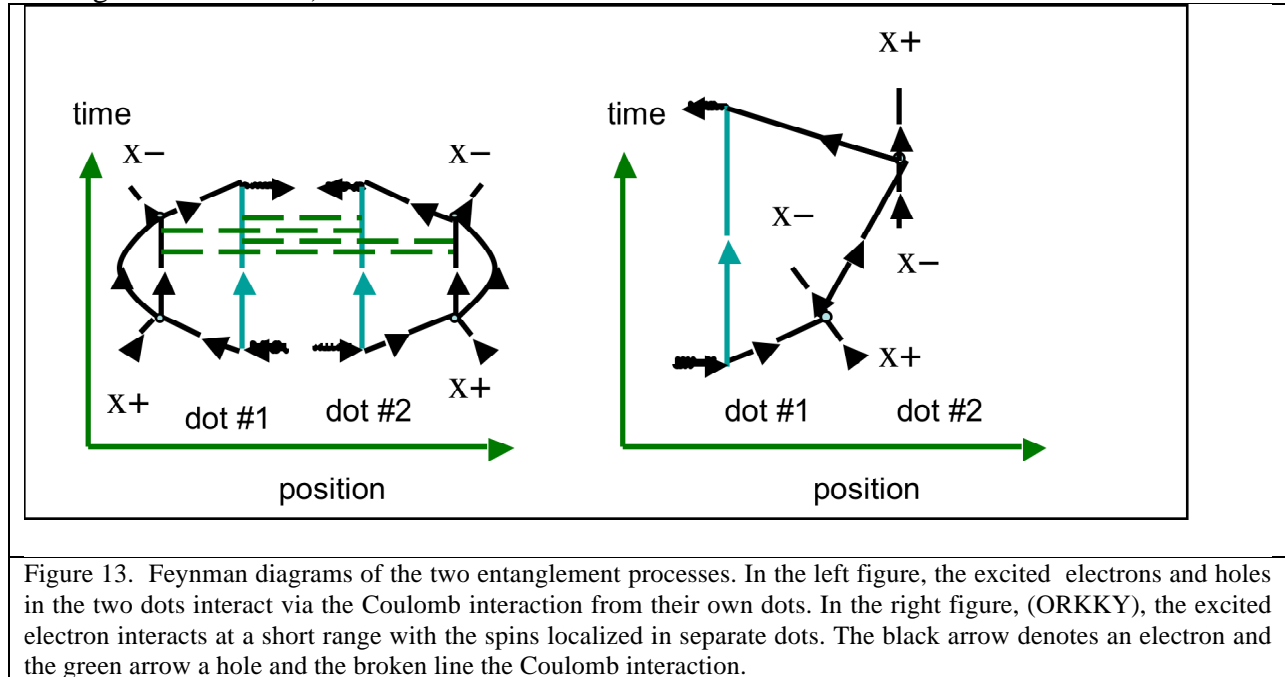 x+
time
time
x−
x−
x−
x−
x+
x+
x+
dot #1
dot #2
dot #1
dot #2
position
position
Figure 13. Feynman diagrams of the two entanglement processes. In the left figure, the excited electrons and holes
in the two dots interact via the Coulomb interaction from their own dots. In the right figure, (ORKKY), the excited
electron interacts at a short range with the spins localized in separate dots. The black arrow denotes an electron and
the green arrow a hole and the broken line the Coulomb interaction.